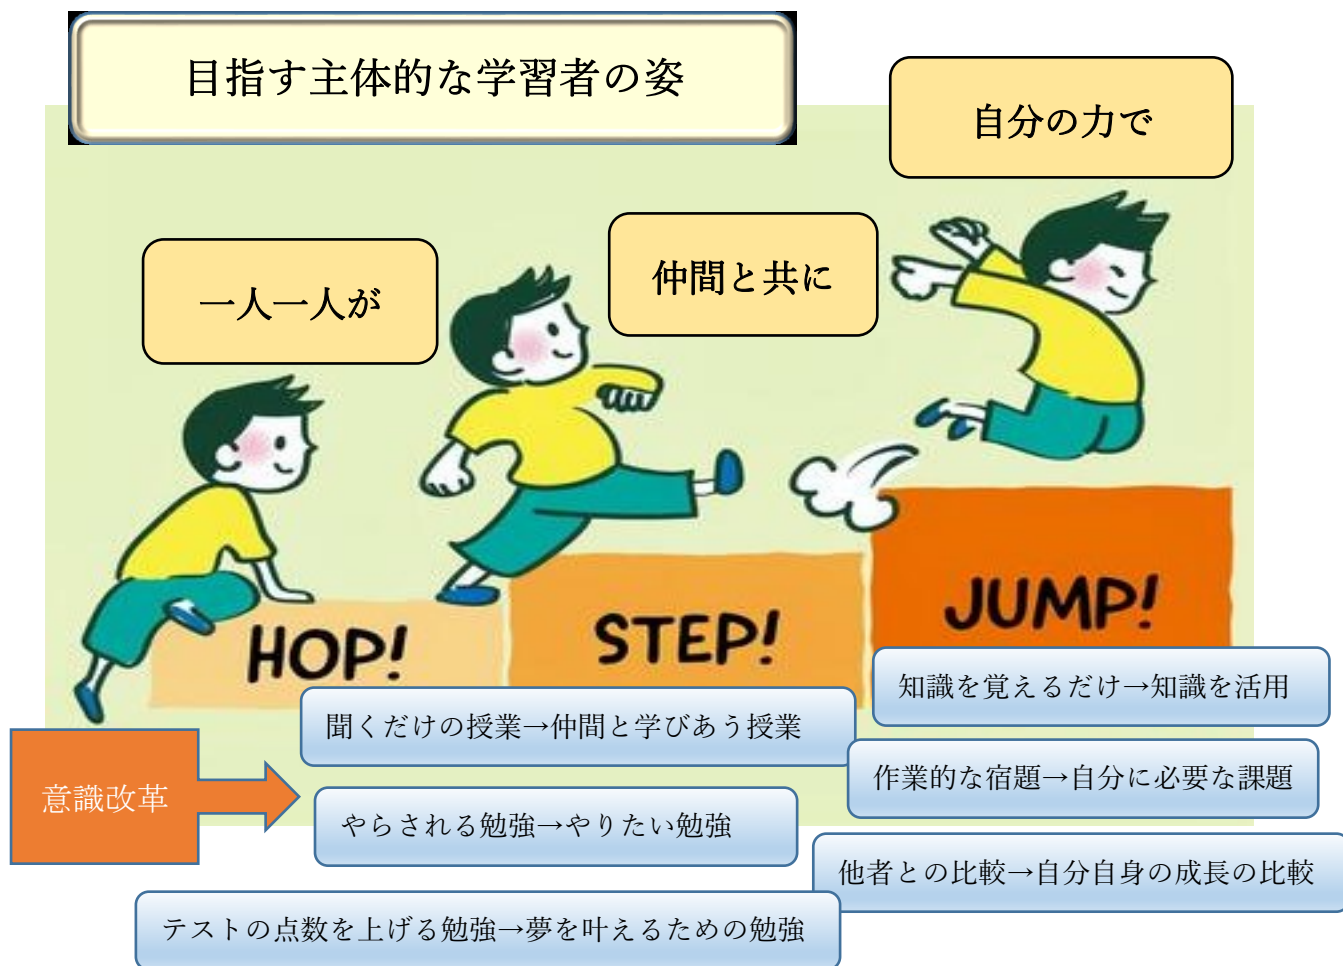 目指す主体的な学習者の姿
自分の力で
仲間と共に
一人一人が
HOP!
STEP!
JUMP!
意識改革
知識を覚えるだけ→知識を活用
聞くだけの授業→仲間と学びあう授業
作業的な宿題→自分に必要な課題
やらされる勉強→やりたい勉強
他者との比較→自分自身の成長の比較
テストの点数を上げる勉強→夢を叶えるための勉強